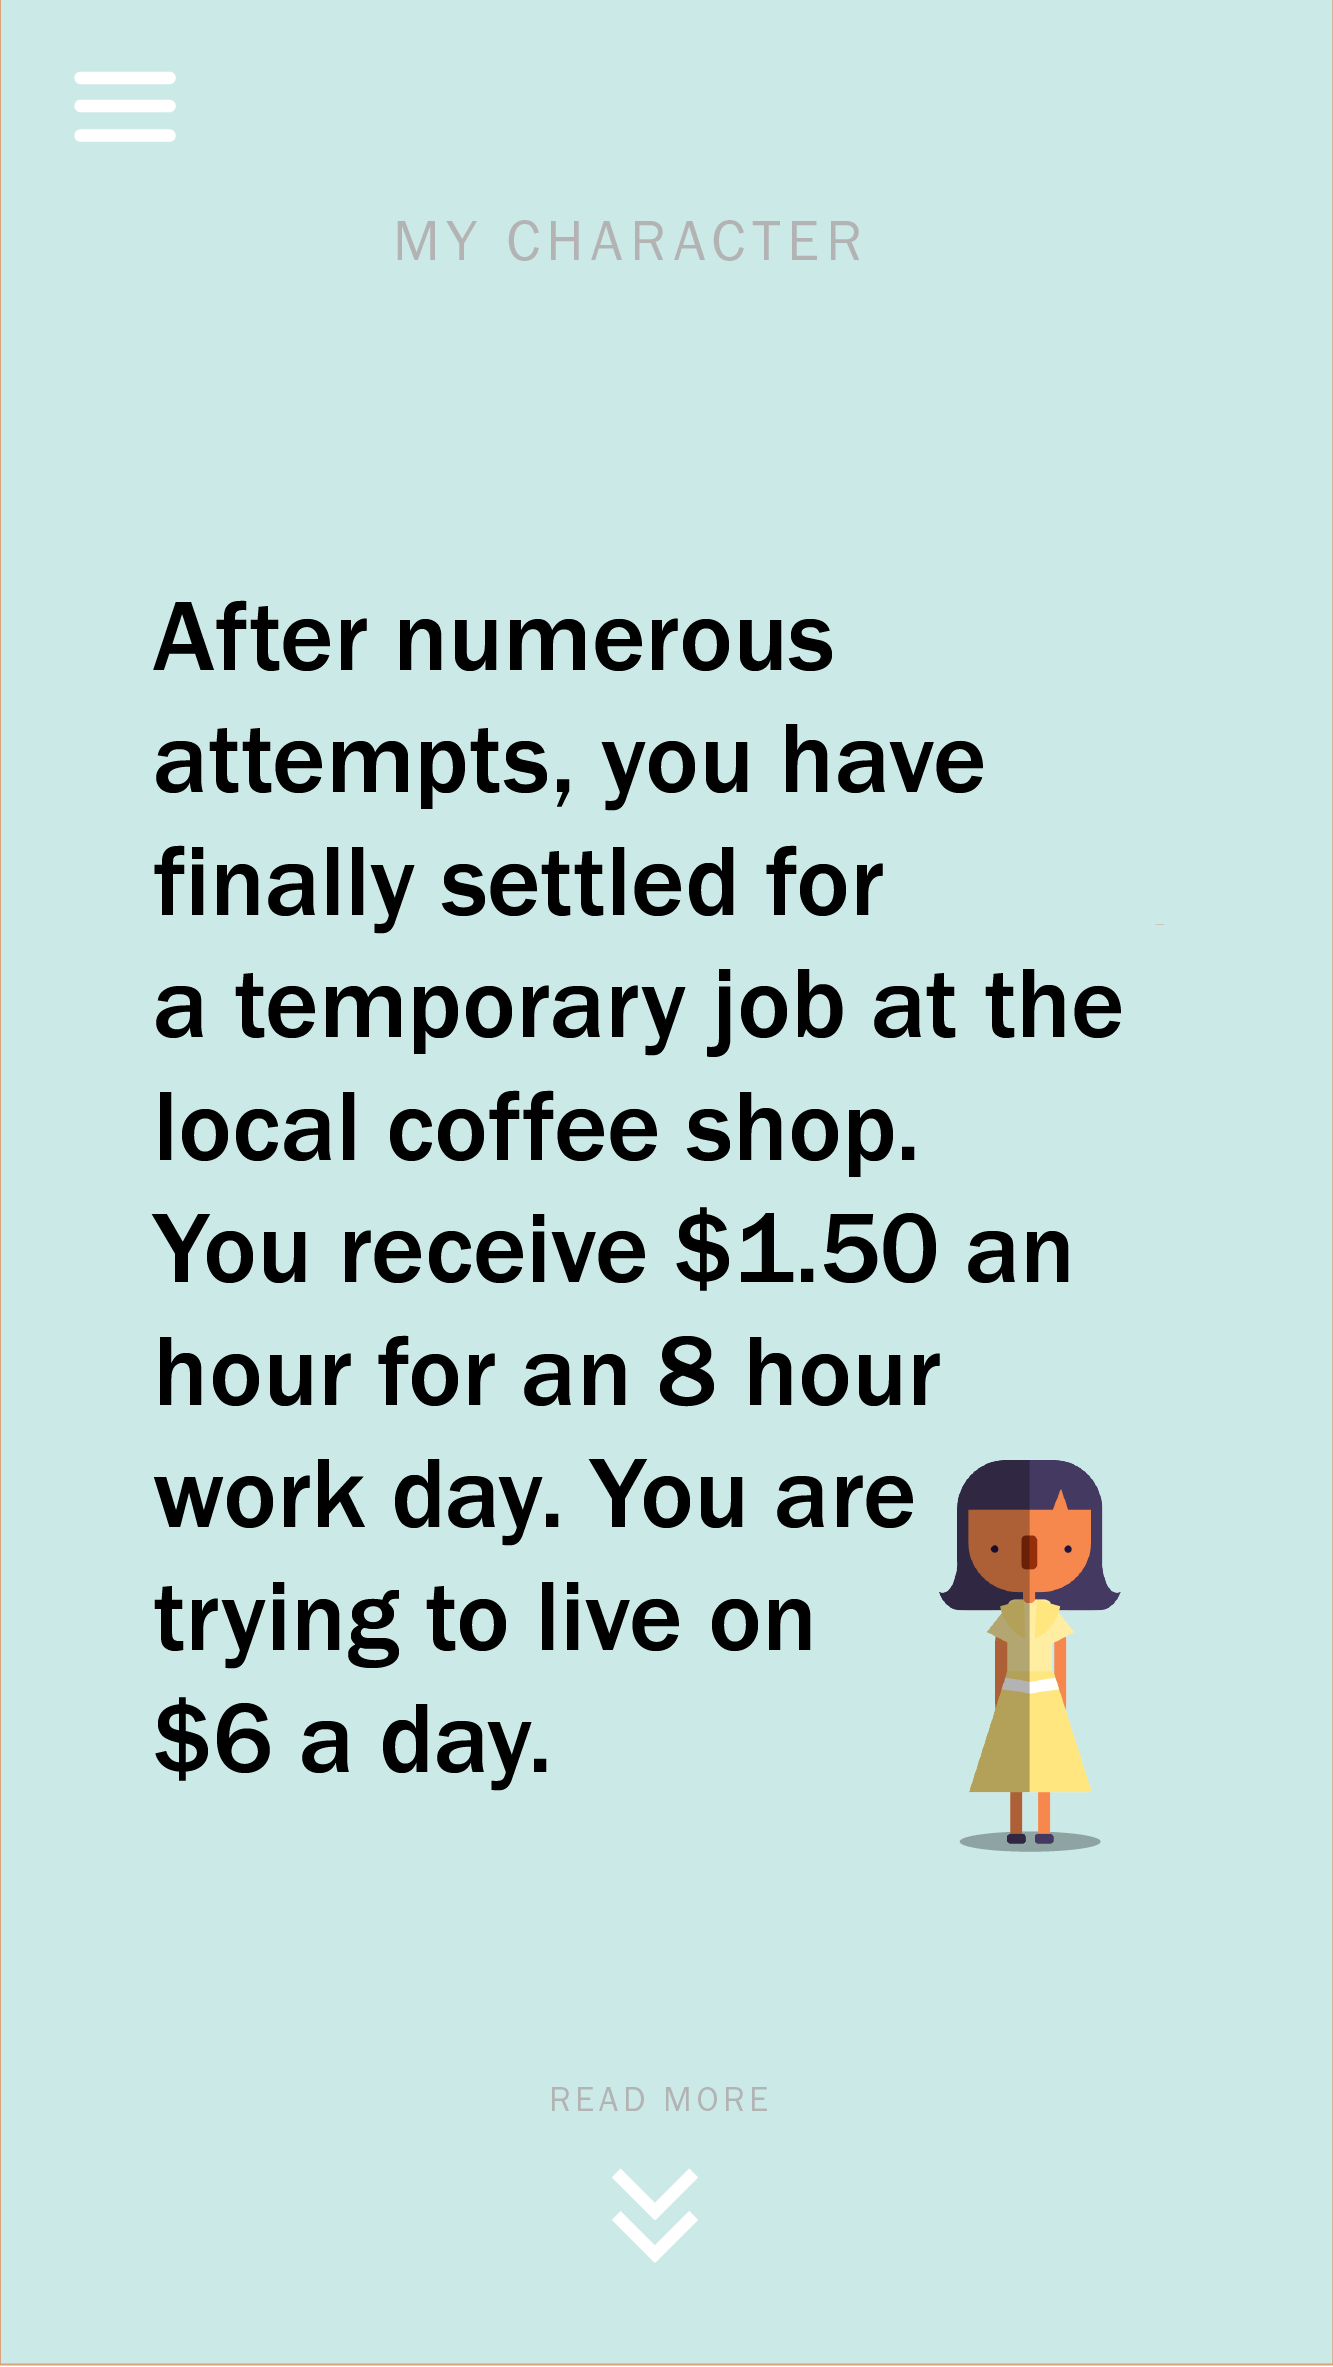 MY CHARACTER
After numerous
attempts, you have
finally settled for
a temporary job at the
local coffee shop.
You receive $1.50 an
hour for an 8 hour
work day. You are
trying to live on
$6 a day.
READ MORE